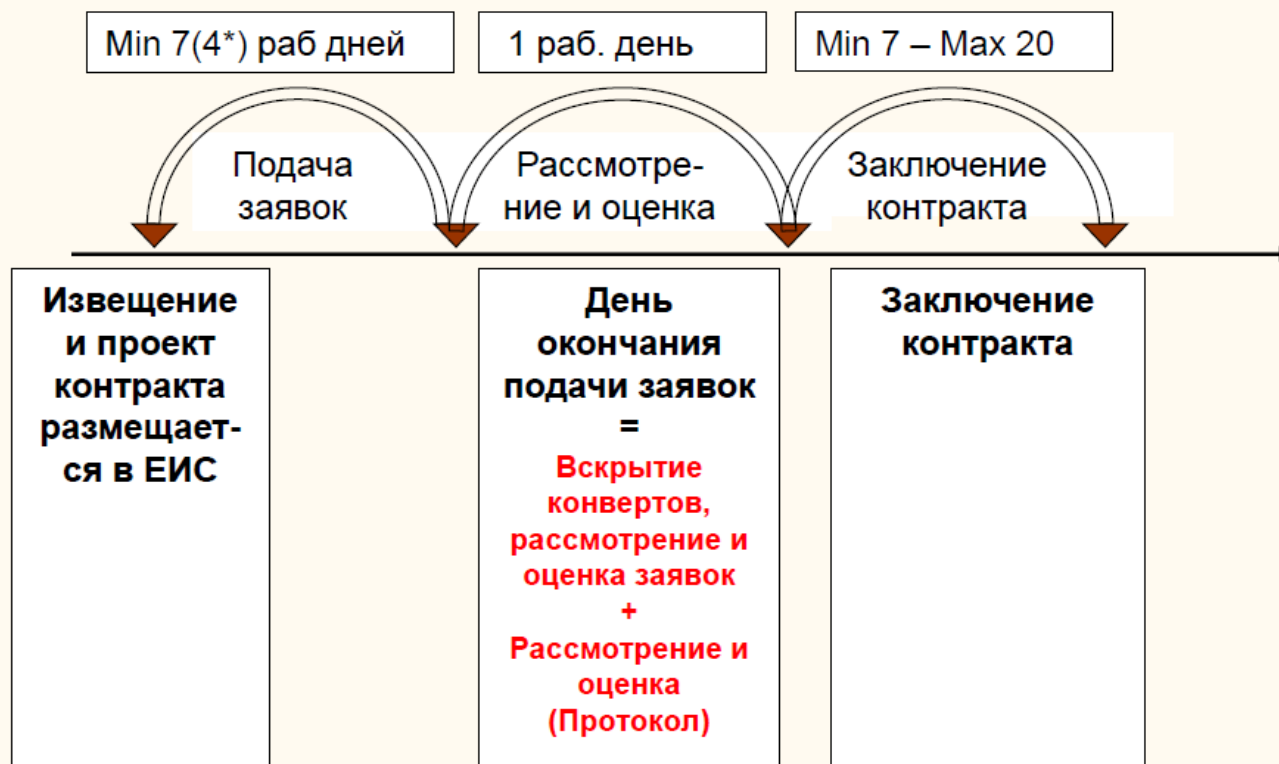 Min 7(4*) раб дней
1 раб. день
Min 7 – Max 20
Подача
заявок
Рассмотре-
ние и оценка
Заключение
контракта
Извещение
и проект
контракта
размещает-
ся в ЕИС
День
окончания
подачи заявок
=
Вскрытие
конвертов,
рассмотрение и
оценка заявок
+
Рассмотрение и
оценка
(Протокол)
Заключение
контракта